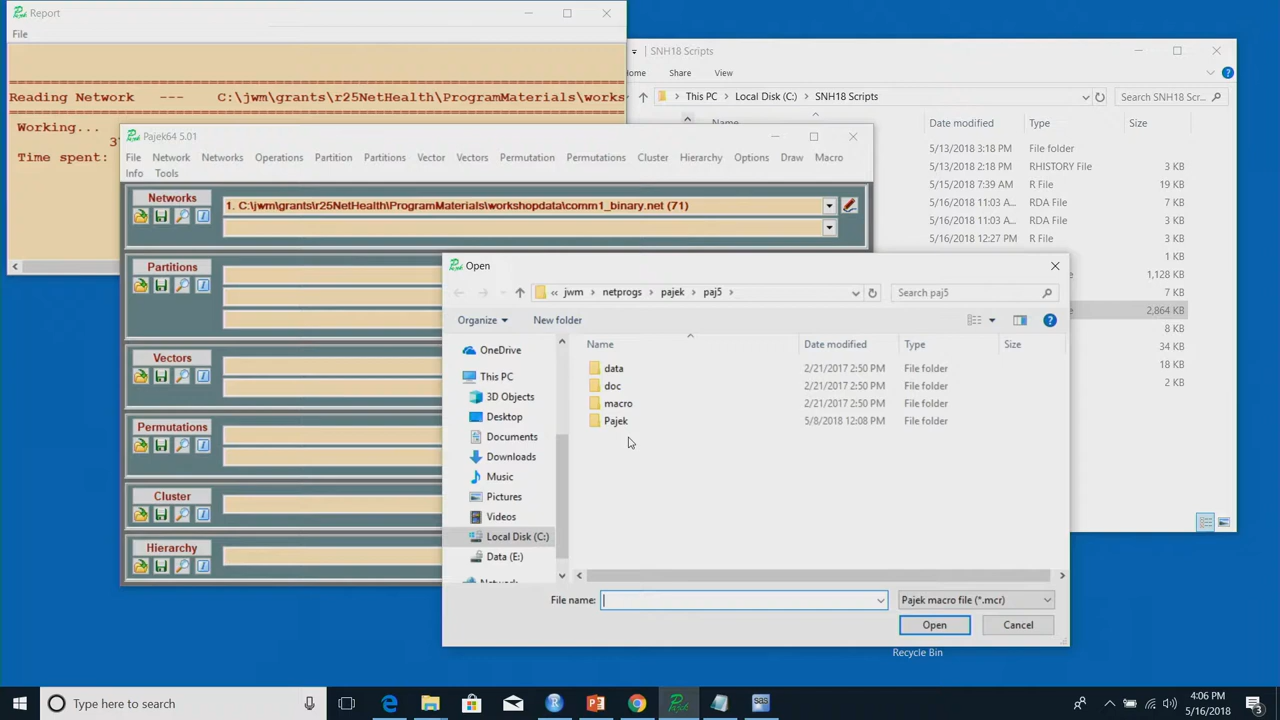 Report
File
Reading Network --- C:\jwm\grants\r25NetHealth\ProgramMaterials\works
Working...
Time spent:
SNH18 Scripts
Share View
This PC Local Disk (C:) SNH18 Scripts Search SNH18 Scr...
Name Date modified Type Size
5/13/2018 3:18 PM File folder
5/13/2018 2:18 PM RHISTORY File 3 KB
5/15/2018 7:39 AM R File 19 KB
5/16/2018 11:03 A... RDA File 7 KB
5/16/2018 11:03 A... RDA File 3 KB
5/16/2018 12:27 PM R File 3 KB
1 KB
1,128 KB
2,864 KB
8 KB
34 KB
18 KB
2 KB
Pajek64 5.01
File Network Networks Operations Partition Partitions Vector Vectors Permutation Permutations Cluster Hierarchy Options Draw Macro
Info Tools
Networks
1. C:\jwm\grants\r25NetHealth\ProgramMaterials\workshopdata\comm1_binary.net (71)
Partitions
Vectors
Permutations
Cluster
Hierarchy
Open
« jwm netprogs pajek paj5 Search paj5
Organize New folder
Name Date modified Type Size
OneDrive
This PC
3D Objects
Desktop
Documents
Downloads
Music
Pictures
Videos
Local Disk (C:)
Data (E:)
Network
data 2/21/2017 2:50 PM File folder
doc 2/21/2017 2:50 PM File folder
macro 2/21/2017 2:50 PM File folder
Pajek 5/8/2018 12:08 PM File folder
File name: Pajek macro file (*.mcr)
Open Cancel
Recycle Bin
Type here to search
4:06 PM
5/16/2018